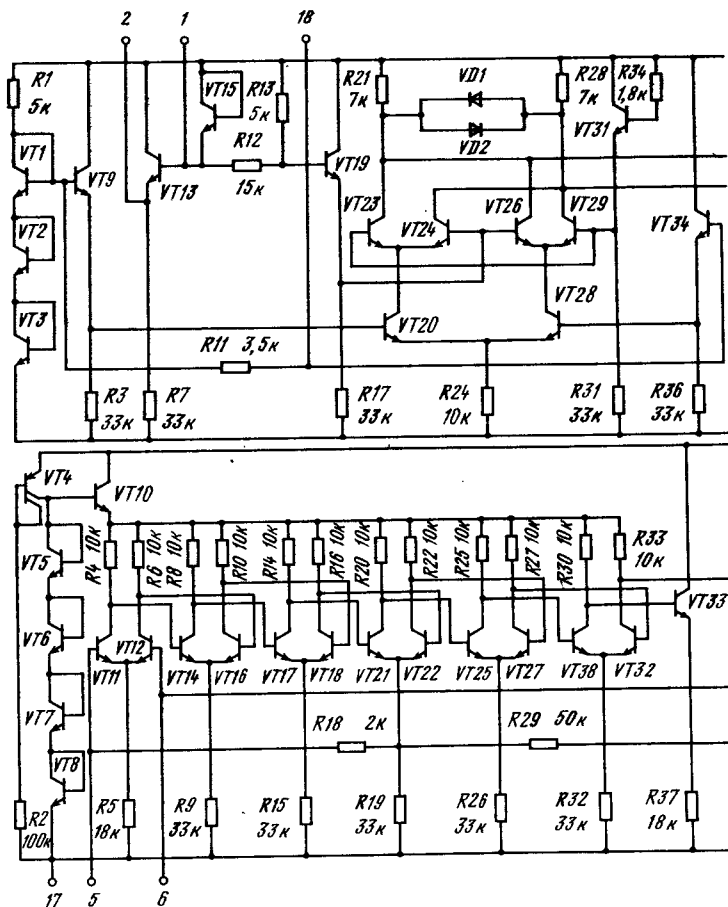 2 1 18
R1 5к
VT1
VT2
VT3
VT9
VT13
VT15
R13 5к
R12
15к
VT19
R21 7к
VD1
VD2
R28 7к
R34 1,8к
VT31
VT23
VT24
VT26
VT29
VT34
VT20
VT28
R11 3,5к
R3 33к
R7 33к
R17 33к
R24 10к
R31 33к
R36 33к
VT4
VT10
VT5
VT6
VT7
VT8
R4 10к
R6 10к
R8 10к
R10 10к
R14 10к
R16 10к
R20 10к
R22 10к
R25 10к
R27 10к
R30 10к
R33 10к
VT33
VT11
VT12
VT14
VT16
VT17
VT18
VT21
VT22
VT25
VT27
VT38
VT32
R18 2к
R29 50к
R2 100к
R5 18к
R9 33к
R15 33к
R19 33к
R26 33к
R32 33к
R37 18к
17 5 6